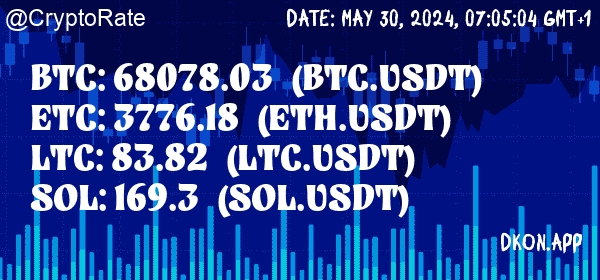 @CryptoRate
DATE: MAY 30, 2024, 07:05:04 GMT+1
BTC: 68078.03 (BTC.USDT)
ETC: 3776.18 (ETH.USDT)
LTC: 83.82 (LTC.USDT)
SOL: 169.3 (SOL.USDT)
DKON.APP